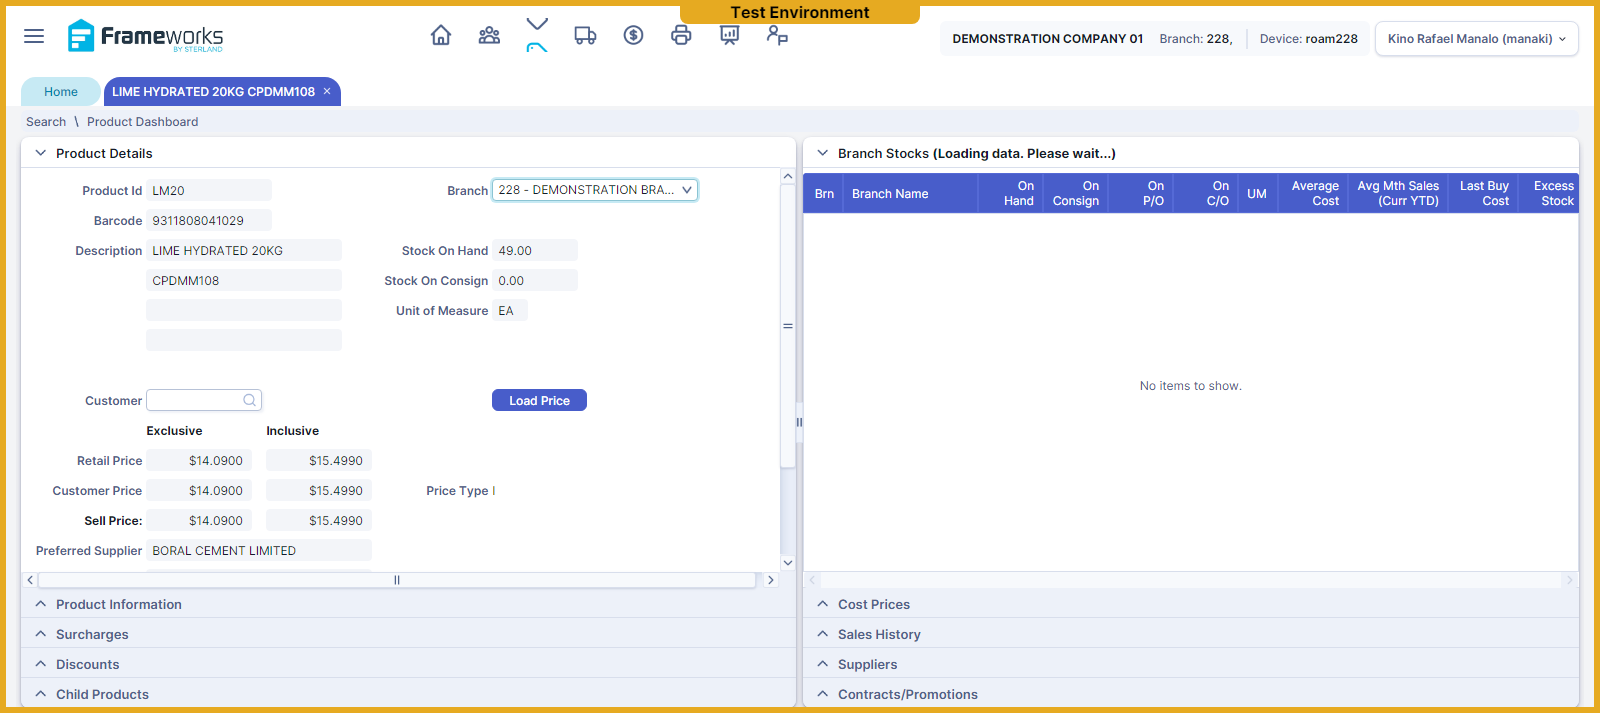 Test Environment
Frameworks
BY STERLAND
DEMONSTRATION COMPANY 01 Branch: 228, Device: roam228 Kino Rafael Manalo (manaki)
Home LIME HYDRATED 20KG CPDMM108 ×
Search \ Product Dashboard
Product Details
Product Id LM20 Branch 228 - DEMONSTRATION BRA...
Barcode 9311808041029
Description LIME HYDRATED 20KG Stock On Hand 49.00
CPDMM108 Stock On Consign 0.00
Unit of Measure EA
Customer Load Price
Exclusive Inclusive
Retail Price $14.0900 $15.4990
Customer Price $14.0900 $15.4990 Price Type I
Sell Price: $14.0900 $15.4990
Preferred Supplier BORAL CEMENT LIMITED
Product Information
Surcharges
Discounts
Child Products
Branch Stocks (Loading data. Please wait...)
Brn Branch Name On Hand On Consign On P/O On C/O UM Average Cost Avg Mth Sales (Curr YTD) Last Buy Cost Excess Stock
No items to show.
Cost Prices
Sales History
Suppliers
Contracts/Promotions